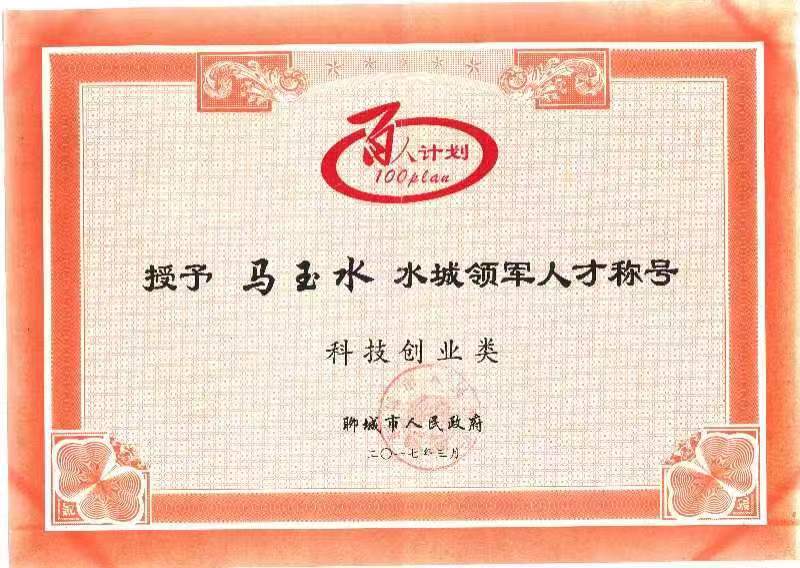 百人计划
100plan
授予 马玉水 水城领军人才称号
科技创业类
聊城市人民政府
二〇一七年三月